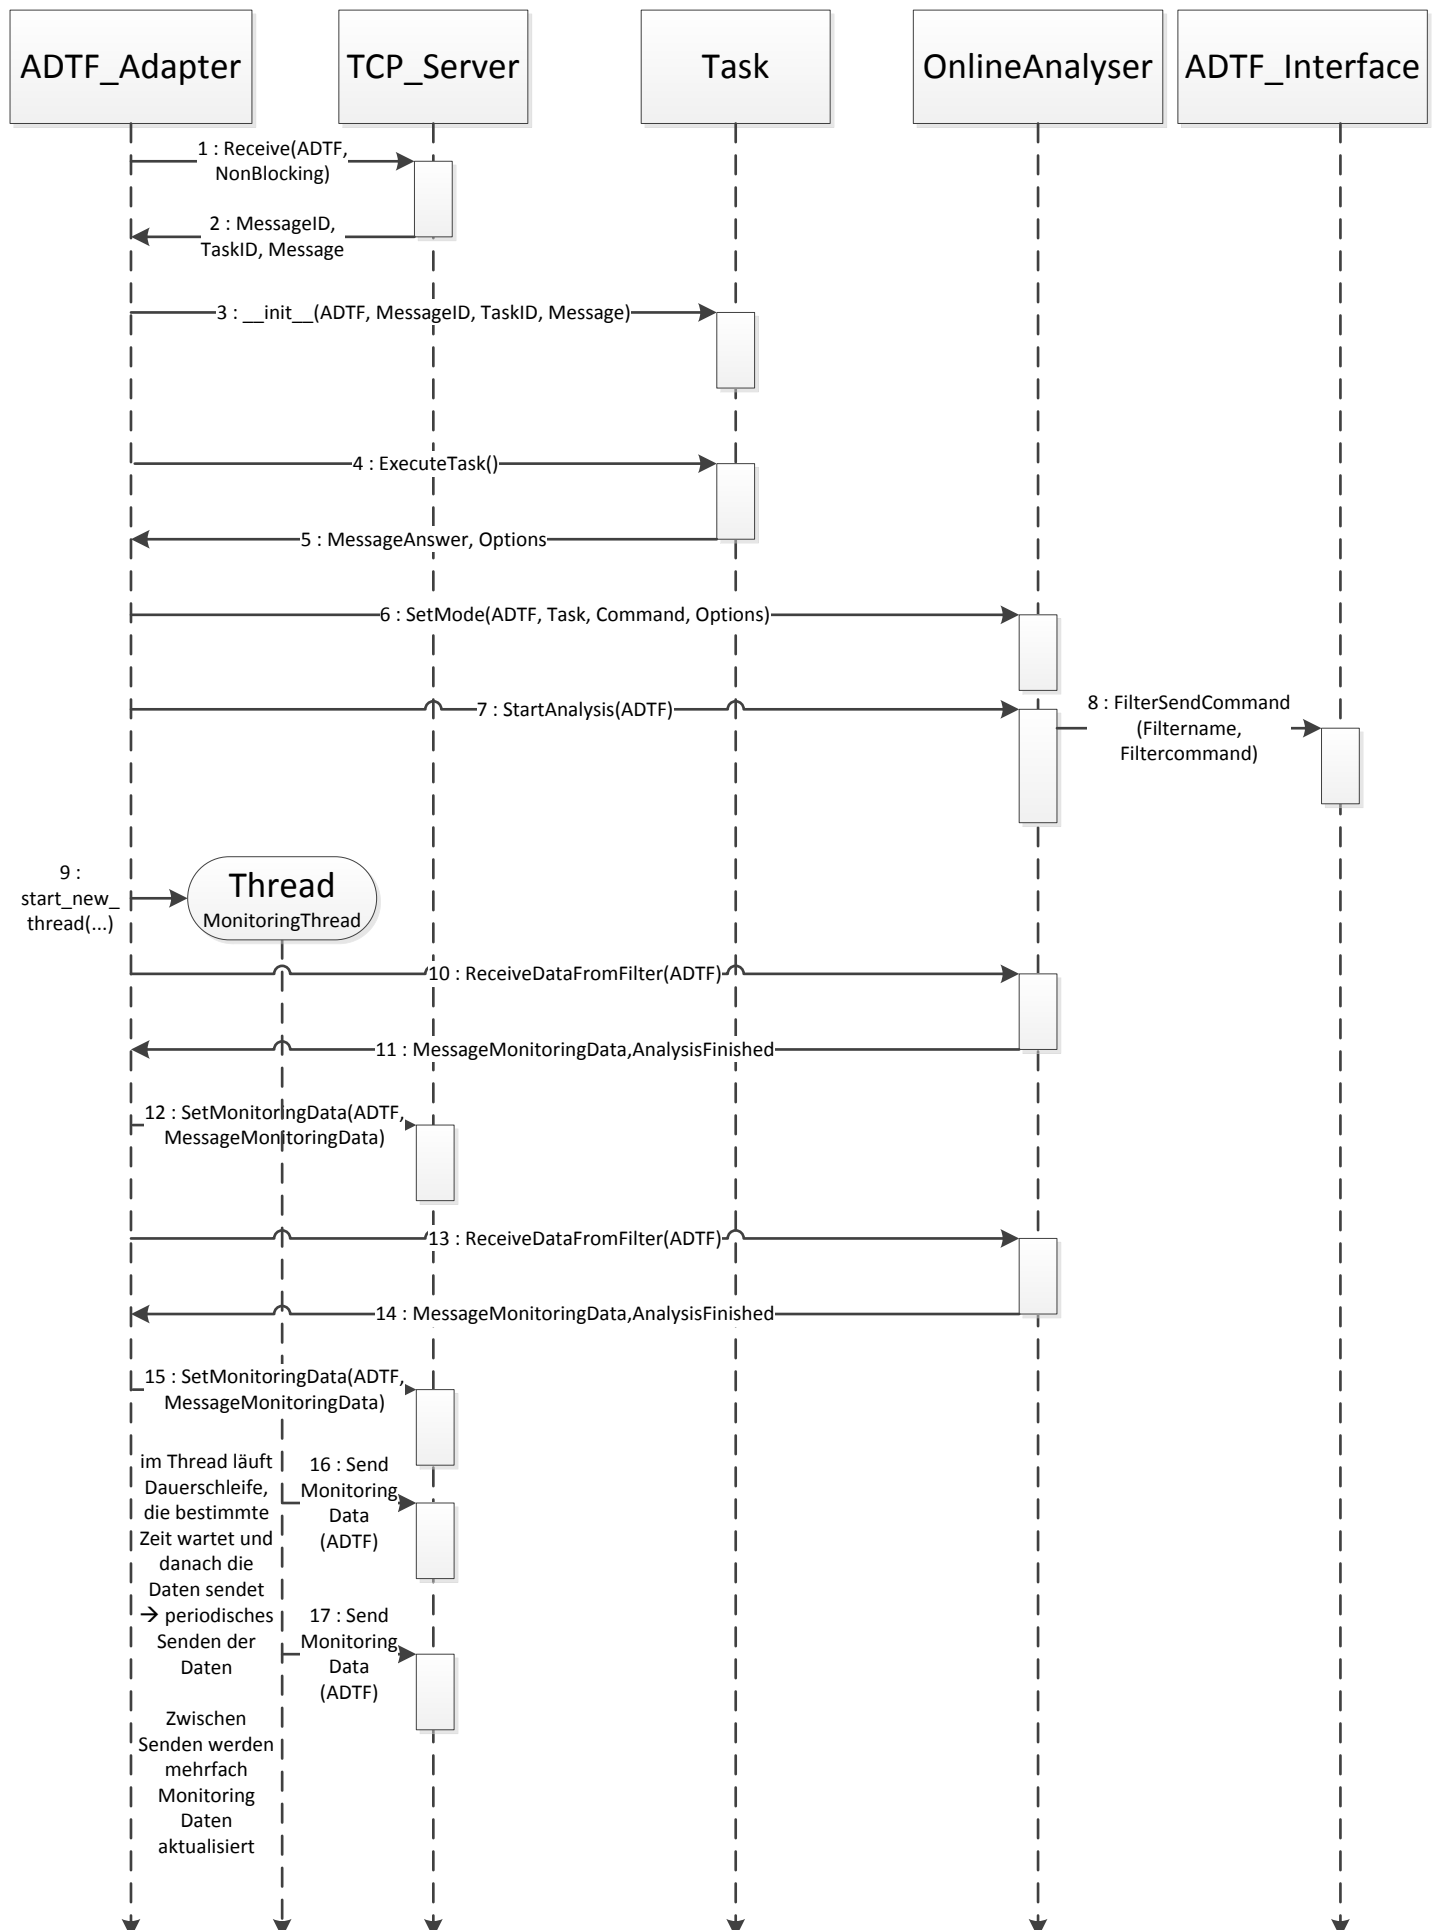 ADTF_Adapter
TCP_Server
Task
OnlineAnalyser
ADTF_Interface
1 : Receive(ADTF,
NonBlocking)
2 : MessageID,
TaskID, Message
3 : __init__(ADTF, MessageID, TaskID, Message)
4 : ExecuteTask()
5 : MessageAnswer, Options
6 : SetMode(ADTF, Task, Command, Options)
7 : StartAnalysis(ADTF)
8 : FilterSendCommand
(Filtername,
Filtercommand)
9 :
start_new_
thread(...)
Thread
MonitoringThread
10 : ReceiveDataFromFilter(ADTF)
11 : MessageMonitoringData,AnalysisFinished
12 : SetMonitoringData(ADTF,
MessageMonitoringData)
13 : ReceiveDataFromFilter(ADTF)
14 : MessageMonitoringData,AnalysisFinished
15 : SetMonitoringData(ADTF,
MessageMonitoringData)
im Thread läuft
Dauerschleife,
die bestimmte
Zeit wartet und
danach die
Daten sendet
→ periodisches
Senden der
Daten
Zwischen
Senden werden
mehrfach
Monitoring
Daten
aktualisiert
16 : Send
Monitoring
Data
(ADTF)
17 : Send
Monitoring
Data
(ADTF)